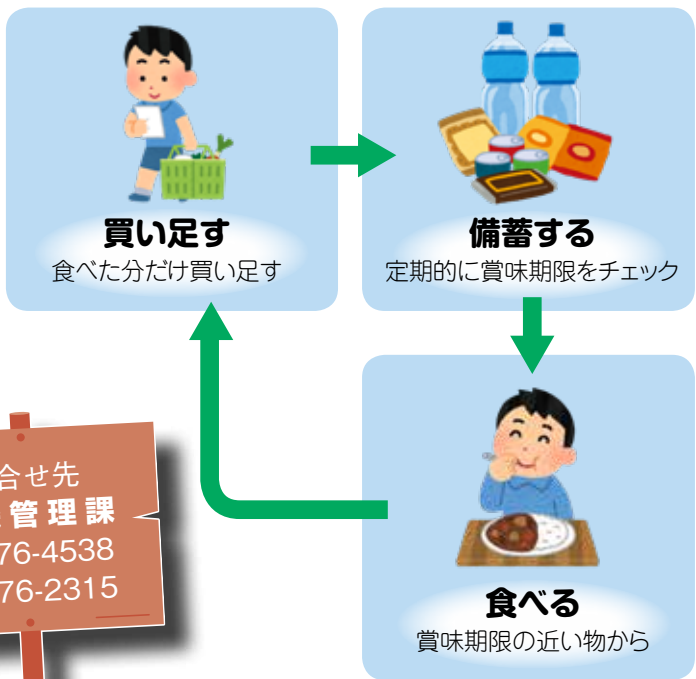 買い足す
食べた分だけ買い足す
備蓄する
定期的に賞味期限をチェック
食べる
賞味期限の近い物から
合せ先
管理課
76-4538
76-2315